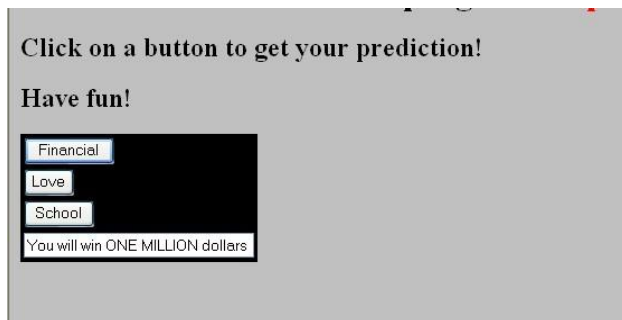 Click on a button to get your prediction!
Have fun!
Financial
Love
School
You will win ONE MILLION dollars